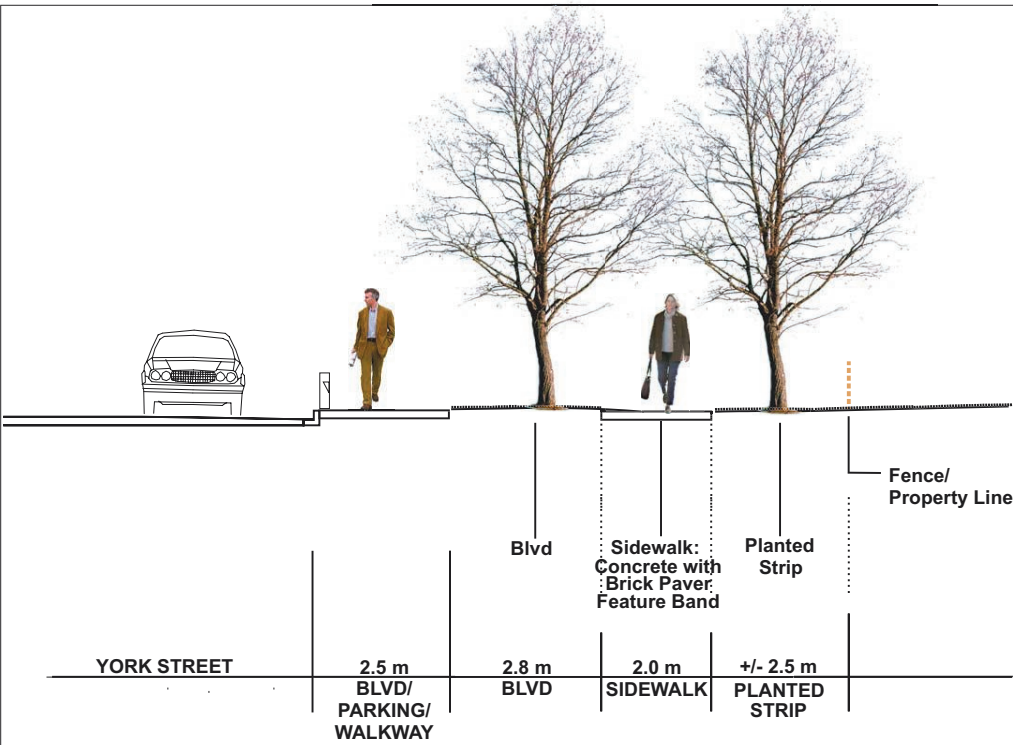 Fence/
Property Line
Blvd
Sidewalk:
Concrete with
Brick Paver
Feature Band
Planted
Strip
YORK STREET
2.5 m
BLVD/
PARKING/
WALKWAY
2.8 m
BLVD
2.0 m
SIDEWALK
+/- 2.5 m
PLANTED
STRIP